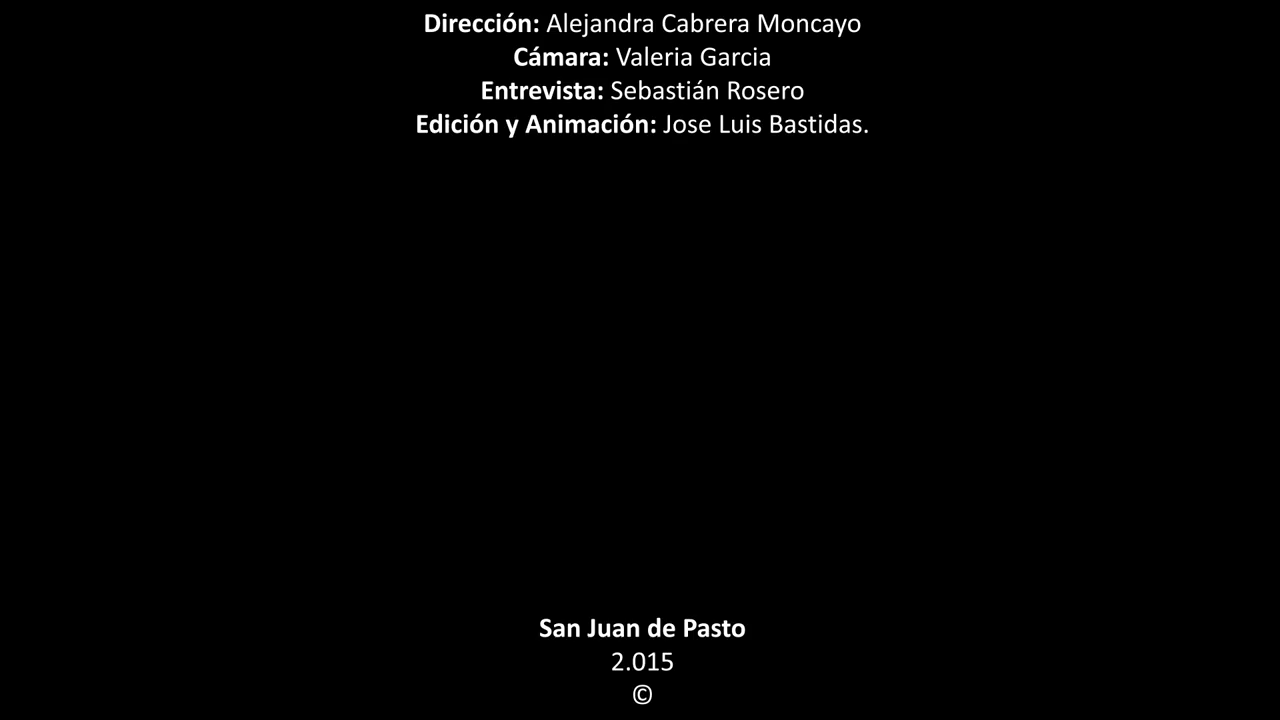 Dirección: Alejandra Cabrera Moncayo
Cámara: Valeria Garcia
Entrevista: Sebastián Rosero
Edición y Animación: Jose Luis Bastidas.
San Juan de Pasto
2.015
©